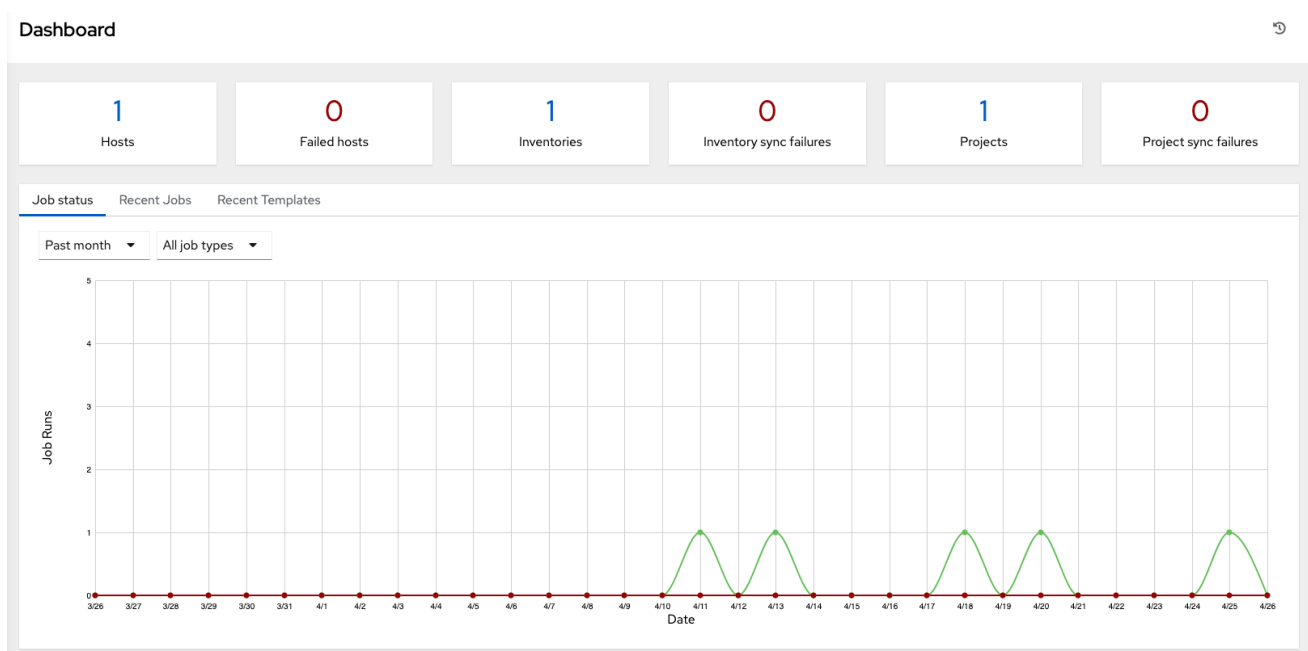 Dashboard
1 0 1 0 1 0
Hosts Failed hosts Inventories Inventory sync failures Projects Project sync failures
Job status Recent Jobs Recent Templates
Past month All job types
5
4
3
2
1
0
Job Runs
3/26 3/27 3/28 3/29 3/30 3/31 4/1 4/2 4/3 4/4 4/5 4/6 4/7 4/8 4/9 4/10 4/11 4/12 4/13 4/14 4/15 4/16 4/17 4/18 4/19 4/20 4/21 4/22 4/23 4/24 4/25 4/26
Date